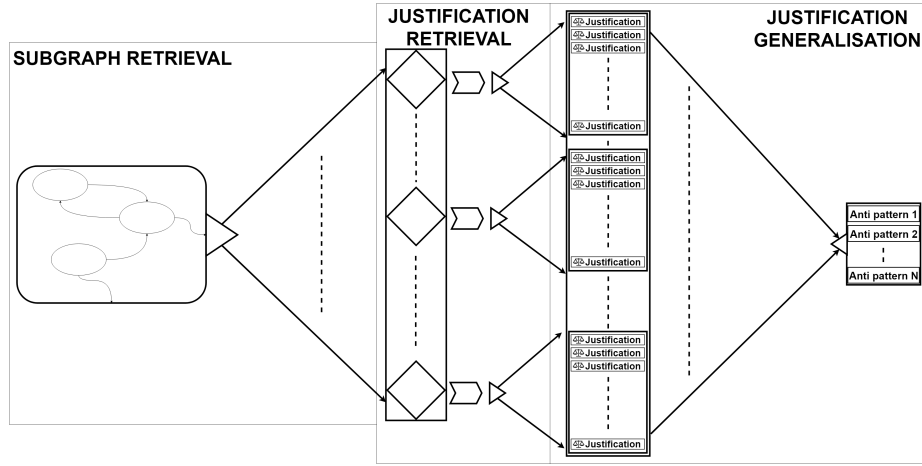 SUBGRAPH RETRIEVAL
JUSTIFICATION
RETRIEVAL
JUSTIFICATION
GENERALISATION
Justification
Justification
Justification
Justification
Justification
Justification
Justification
Justification
Justification
Justification
Justification
Justification
Anti pattern 1
Anti pattern 2
Anti pattern N